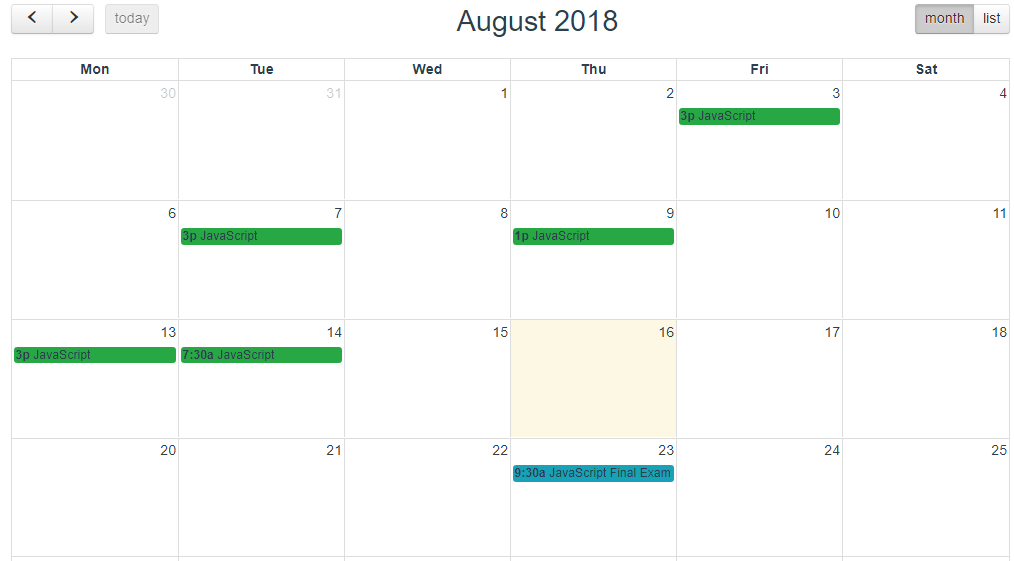 today August 2018 month list
Mon Tue Wed Thu Fri Sat
30 31 1 2 3 4
3p JavaScript
6 7 8 9 10 11
3p JavaScript 1p JavaScript
13 14 15 16 17 18
3p JavaScript 7:30a JavaScript
20 21 22 23 24 25
9:30a JavaScript Final Exam